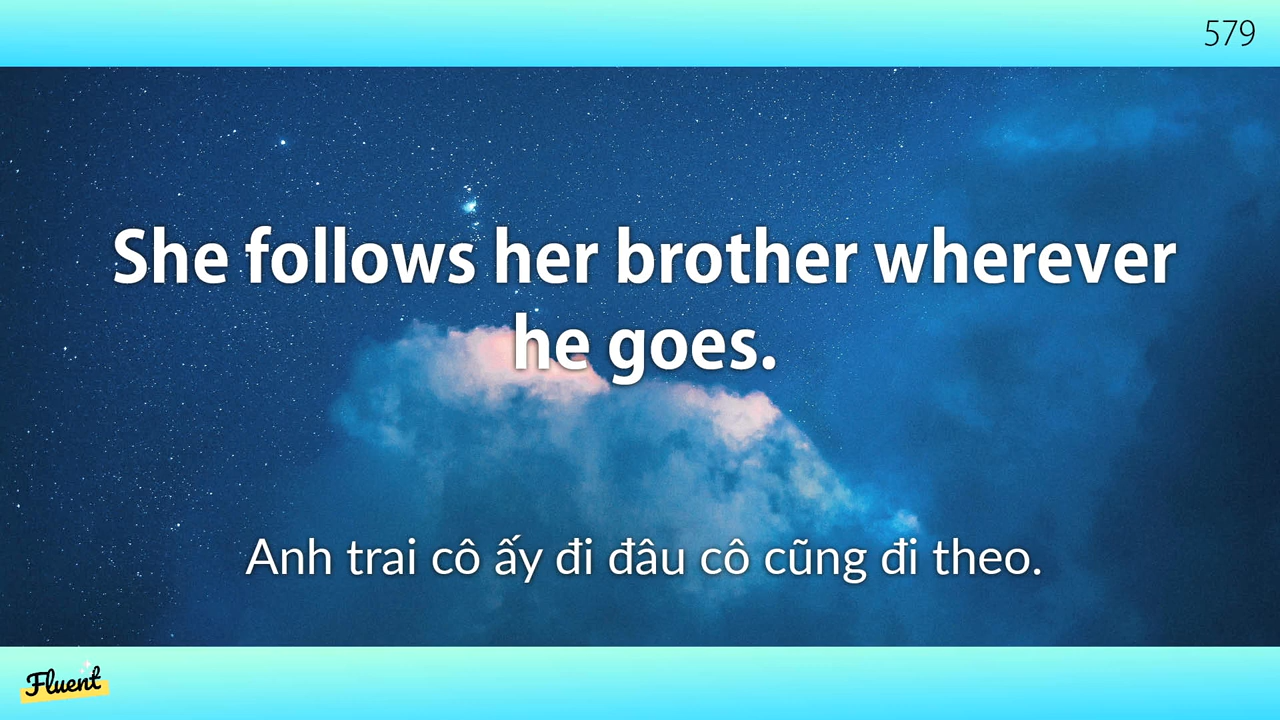 579
She follows her brother wherever
he goes.
Anh trai cô ấy đi đâu cô cũng đi theo.
Fluent